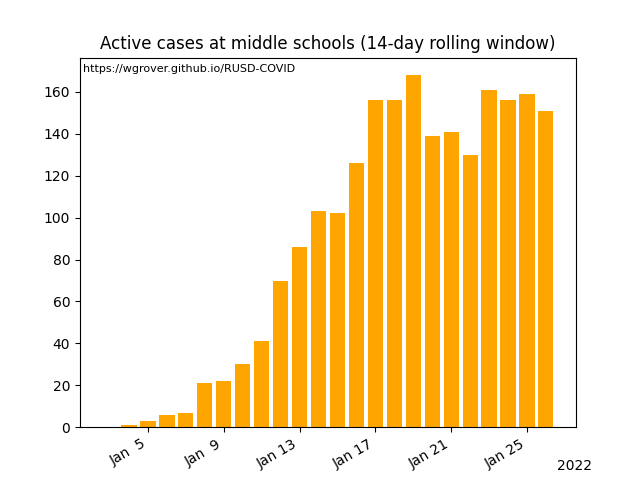 Active cases at middle schools (14-day rolling window)
https://wgrover.github.io/RUSD-COVID
160
140
120
100
80
60
40
20
0
Jan  5
Jan  9
Jan 13
Jan 17
Jan 21
Jan 25
2022